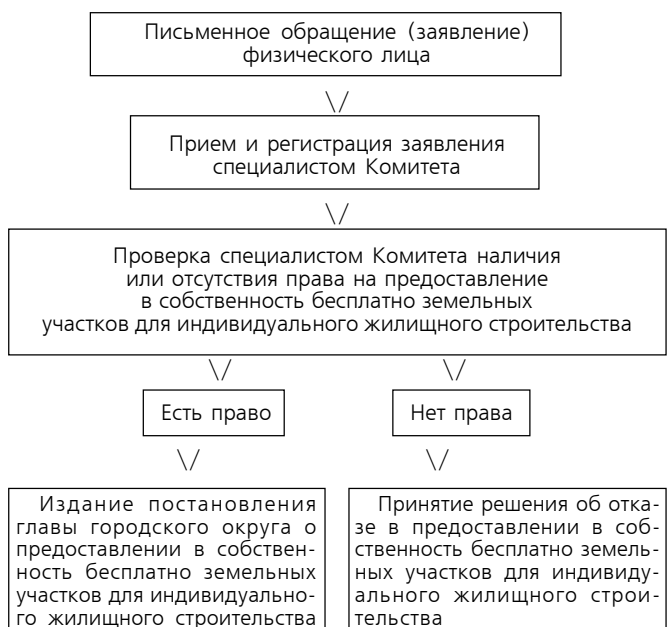 Письменное обращение (заявление)
физического лица
\/
Прием и регистрация заявления
специалистом Комитета
\/
Проверка специалистом Комитета наличия
или отсутствия права на предоставление
в собственность бесплатно земельных
участков для индивидуального жилищного строительства
\/ \/
Есть право
Нет права
\/ \/
Издание постановления
главы городского округа о
предоставлении в собствен-
ность бесплатно земельных
участков для индивидуально-
го жилищного строительства
Принятие решения об отка-
зе в предоставлении в соб-
ственность бесплатно земель-
ных участков для индивиду-
ального жилищного строи-
тельства